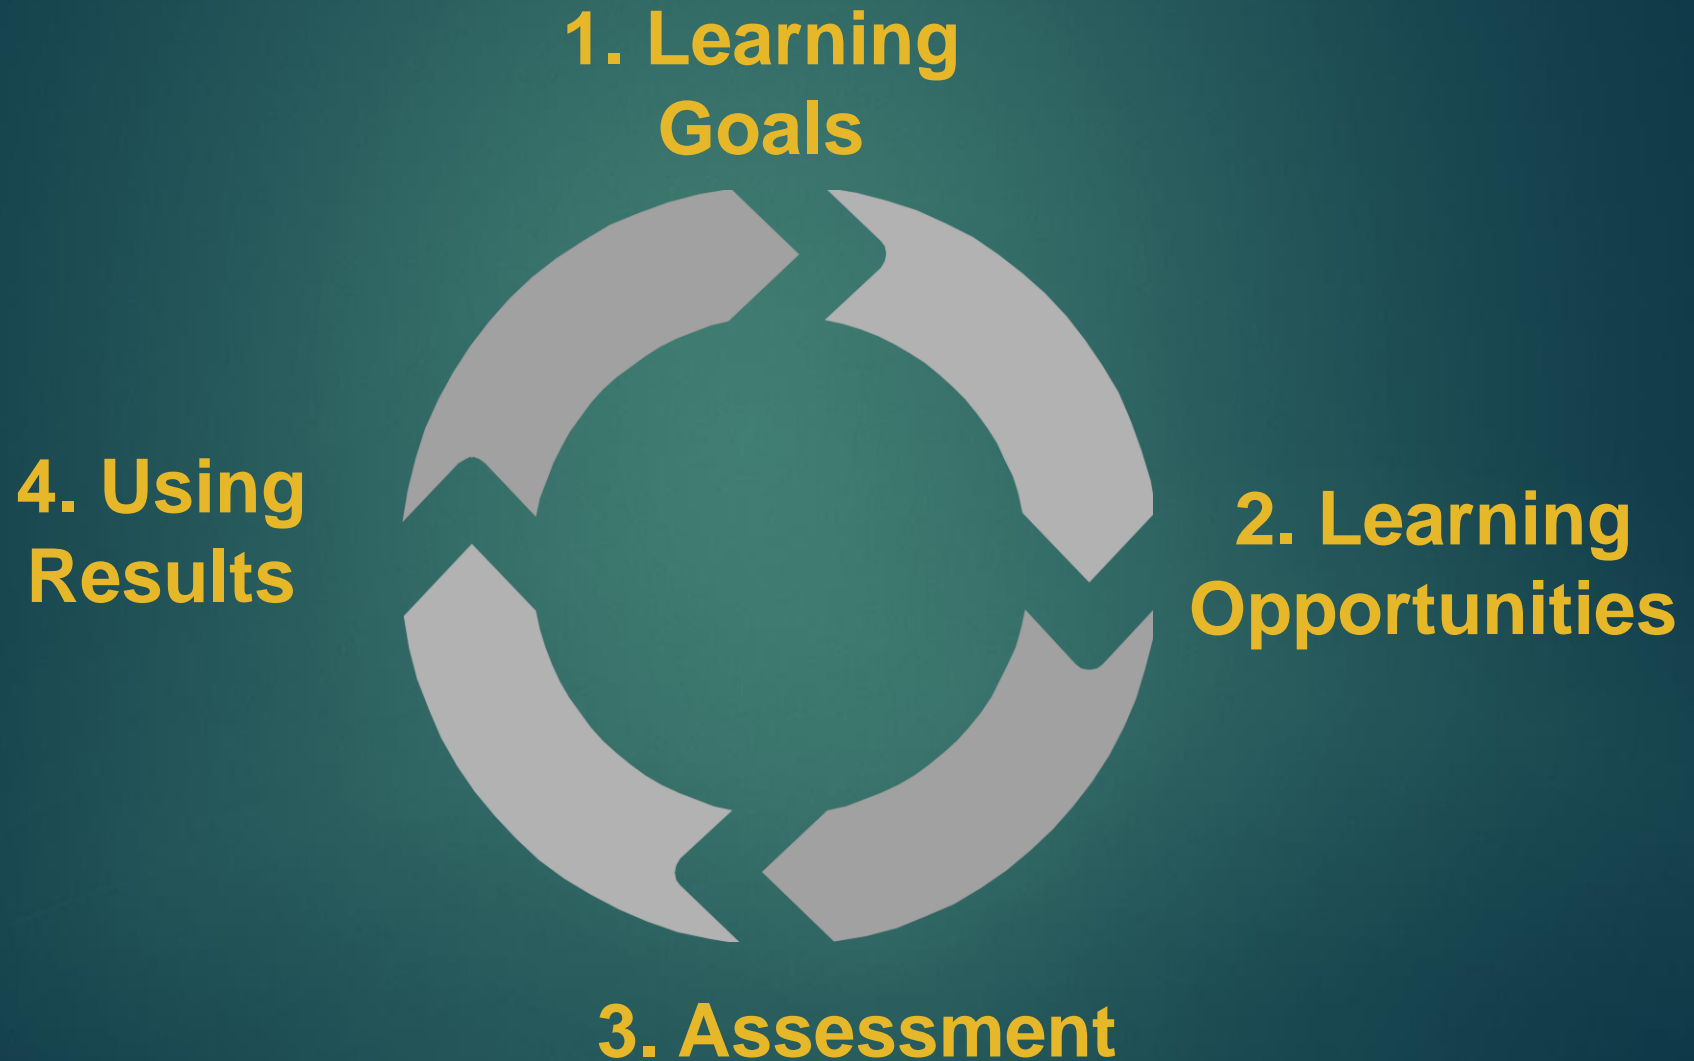 1. Learning
Goals
2. Learning
Opportunities
3. Assessment
4. Using
Results